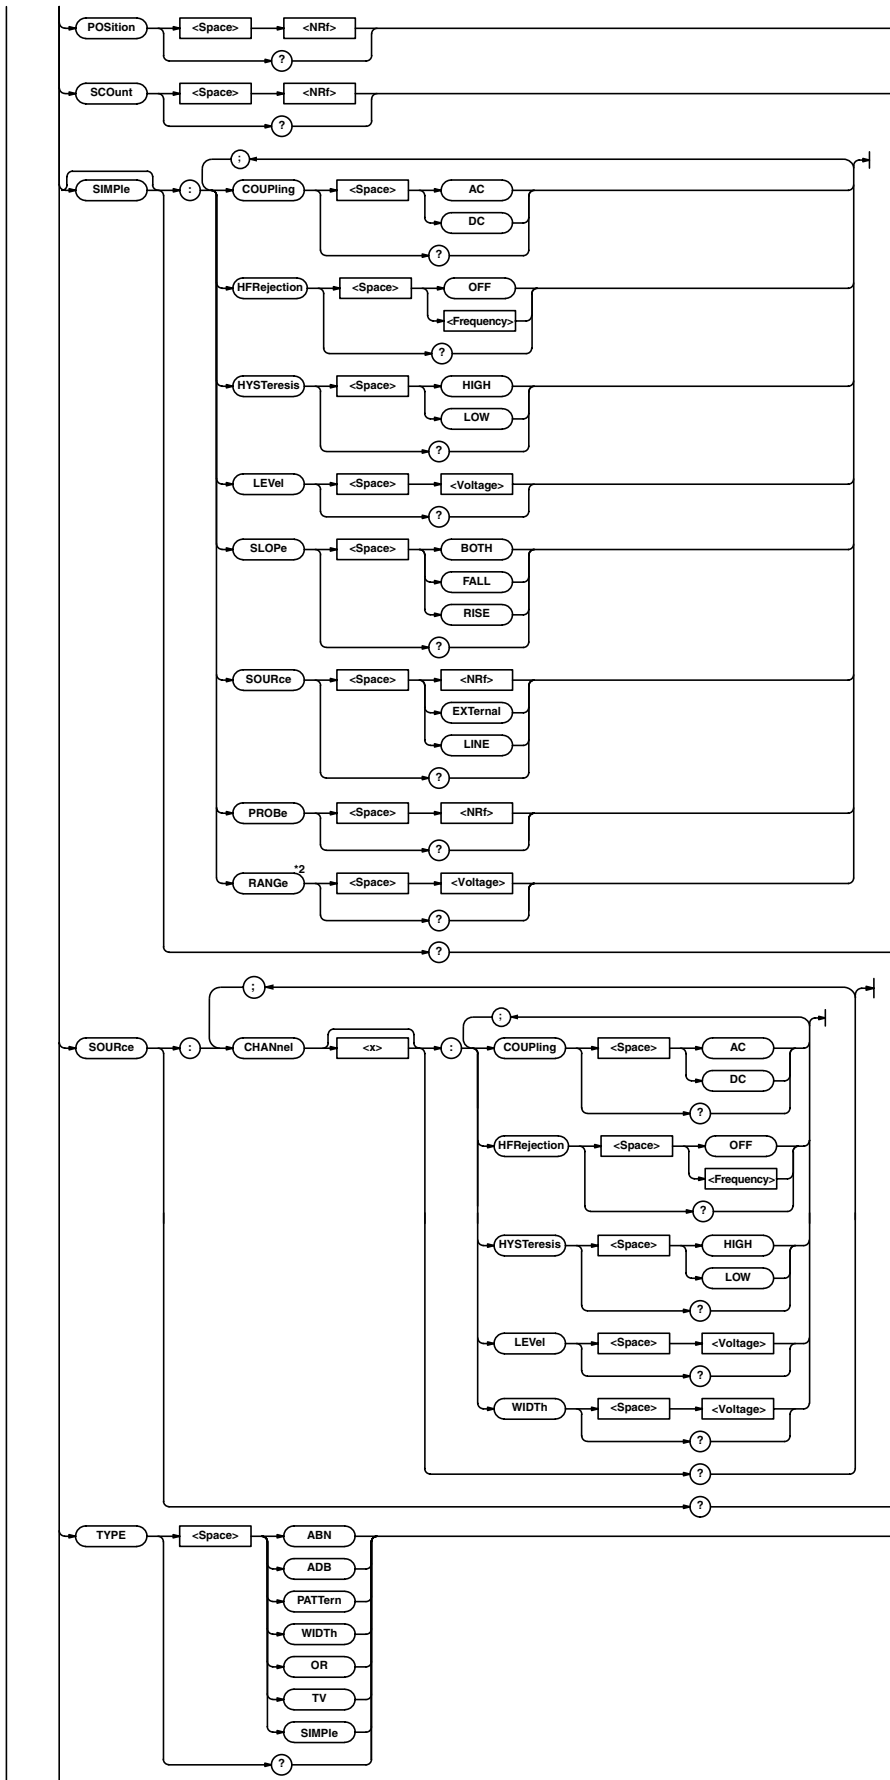 POSition <Space> <NRf>
?
SCOunt <Space> <NRf>
?
;
SIMPle : COUPling <Space> AC
DC
?
HFRejection <Space> OFF
<Frequency>
?
HYSTeresis <Space> HIGH
LOW
?
LEVel <Space> <Voltage>
?
SLOPe <Space> BOTH
FALL
RISE
?
SOURce <Space> <NRf>
EXTernal
LINE
?
PROBe <Space> <NRf>
?
RANGe *2 <Space> <Voltage>
?
?
;
;
SOURce : CHANnel <x> : COUPling <Space> AC
DC
?
HFRejection <Space> OFF
<Frequency>
?
HYSTeresis <Space> HIGH
LOW
?
LEVel <Space> <Voltage>
?
WIDTh <Space> <Voltage>
?
?
?
TYPE <Space> ABN
ADB
PATTern
WIDTh
OR
TV
SIMPle
?